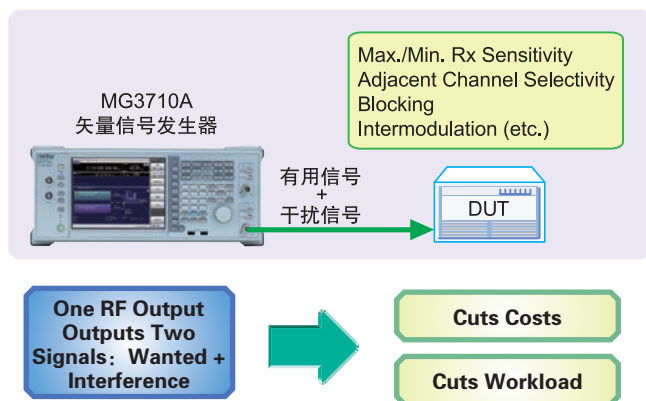 MG3710A
矢量信号发生器
Max./Min. Rx Sensitivity
Adjacent Channel Selectivity
Blocking
Intermodulation (etc.)
有用信号
+
干扰信号
DUT
One RF Output
Outputs Two
Signals： Wanted +
Interference
Cuts Costs
Cuts Workload